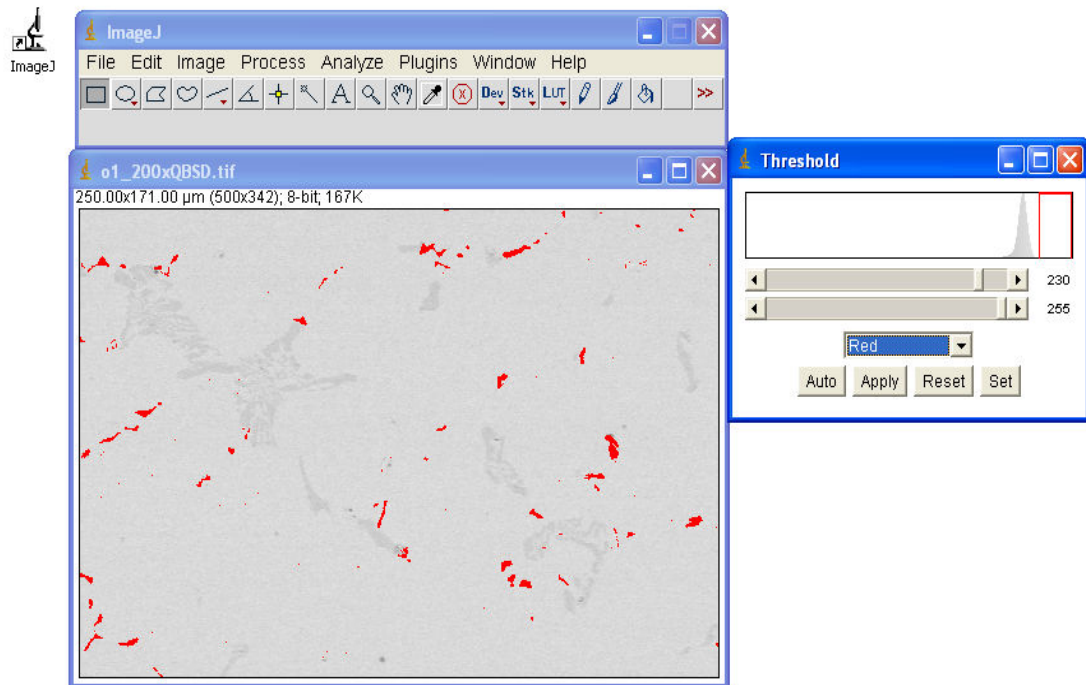 ImageJ
ImageJ
File Edit Image Process Analyze Plugins Window Help
A Dev Stk LUT >>
o1_200xQBSD.tif
250.00x171.00 µm (500x342); 8-bit; 167K
Threshold
230
255
Red
Auto Apply Reset Set